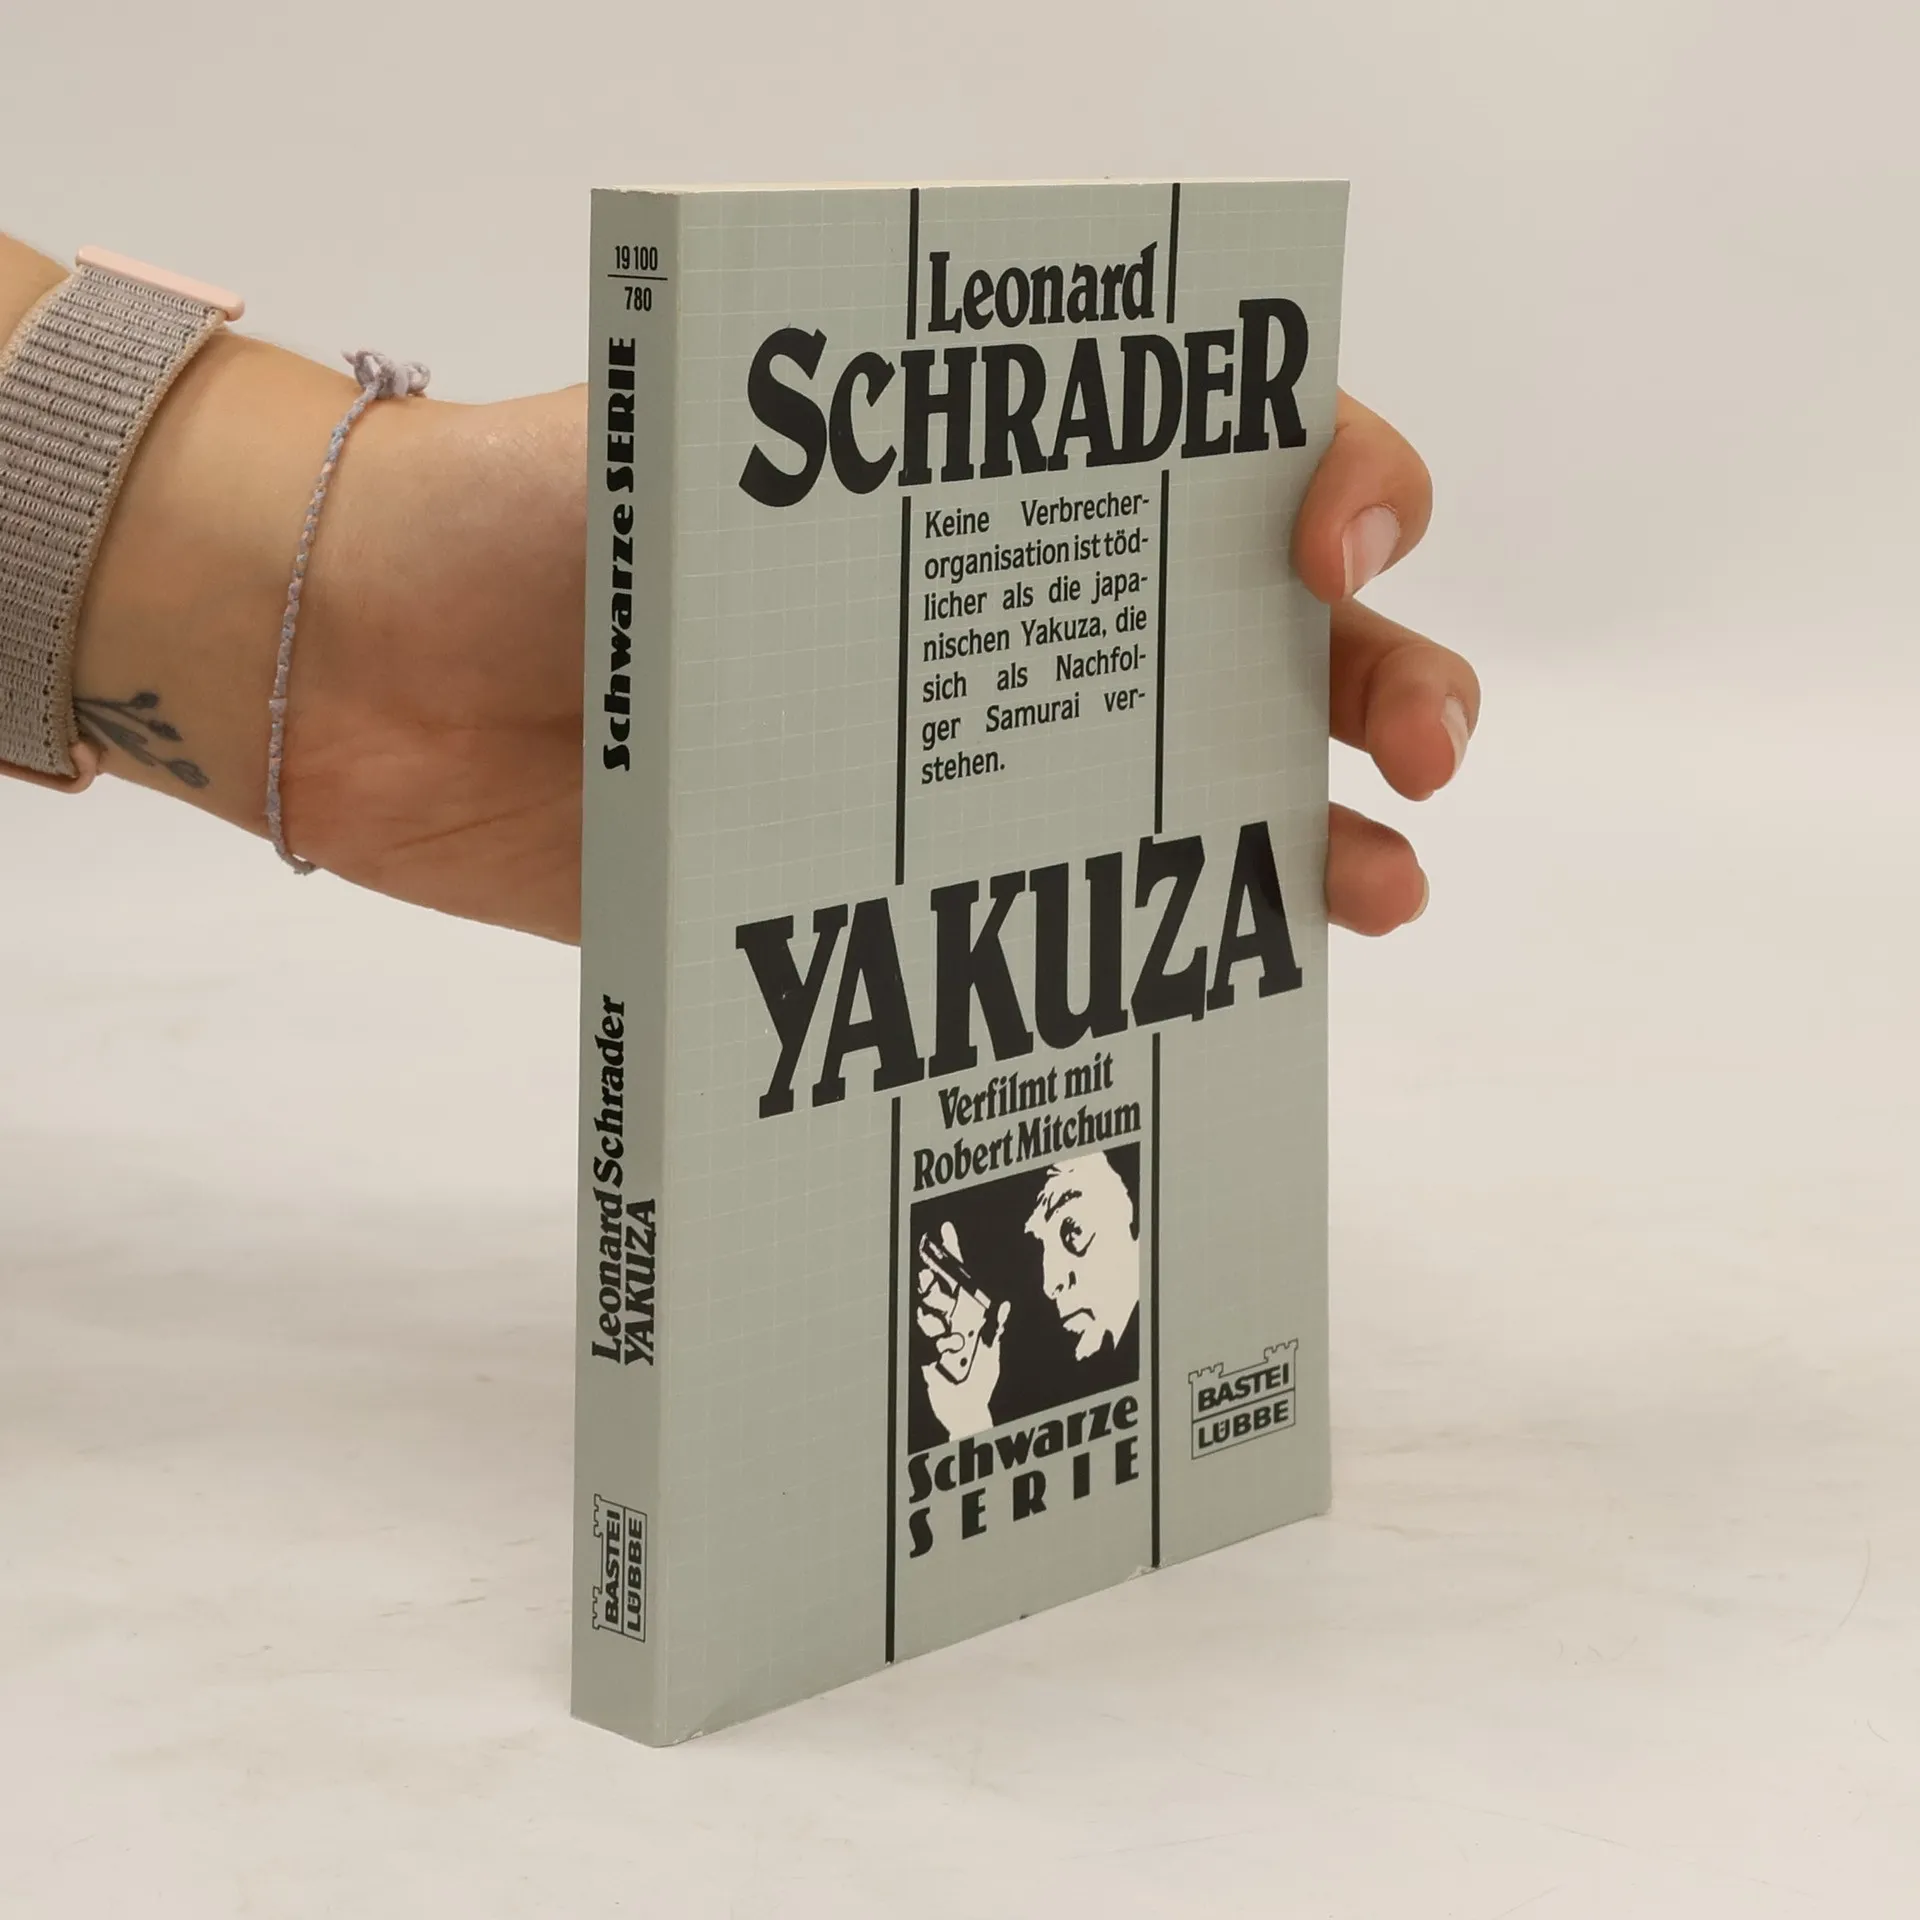 19 100
780
Schwarze SERIE
Leonard Schrader
YAKUZA
BASTEI
LÜBBE
Leonard
SCHRADER
Keine Verbrecher-
organisation ist töd-
licher als die japa-
nischen Yakuza, die
sich als Nachfol-
ger Samurai ver-
stehen.
YAKUZA
Verfilmt mit
Robert Mitchum
Schwarze
SERIE
BASTEI
LÜBBE